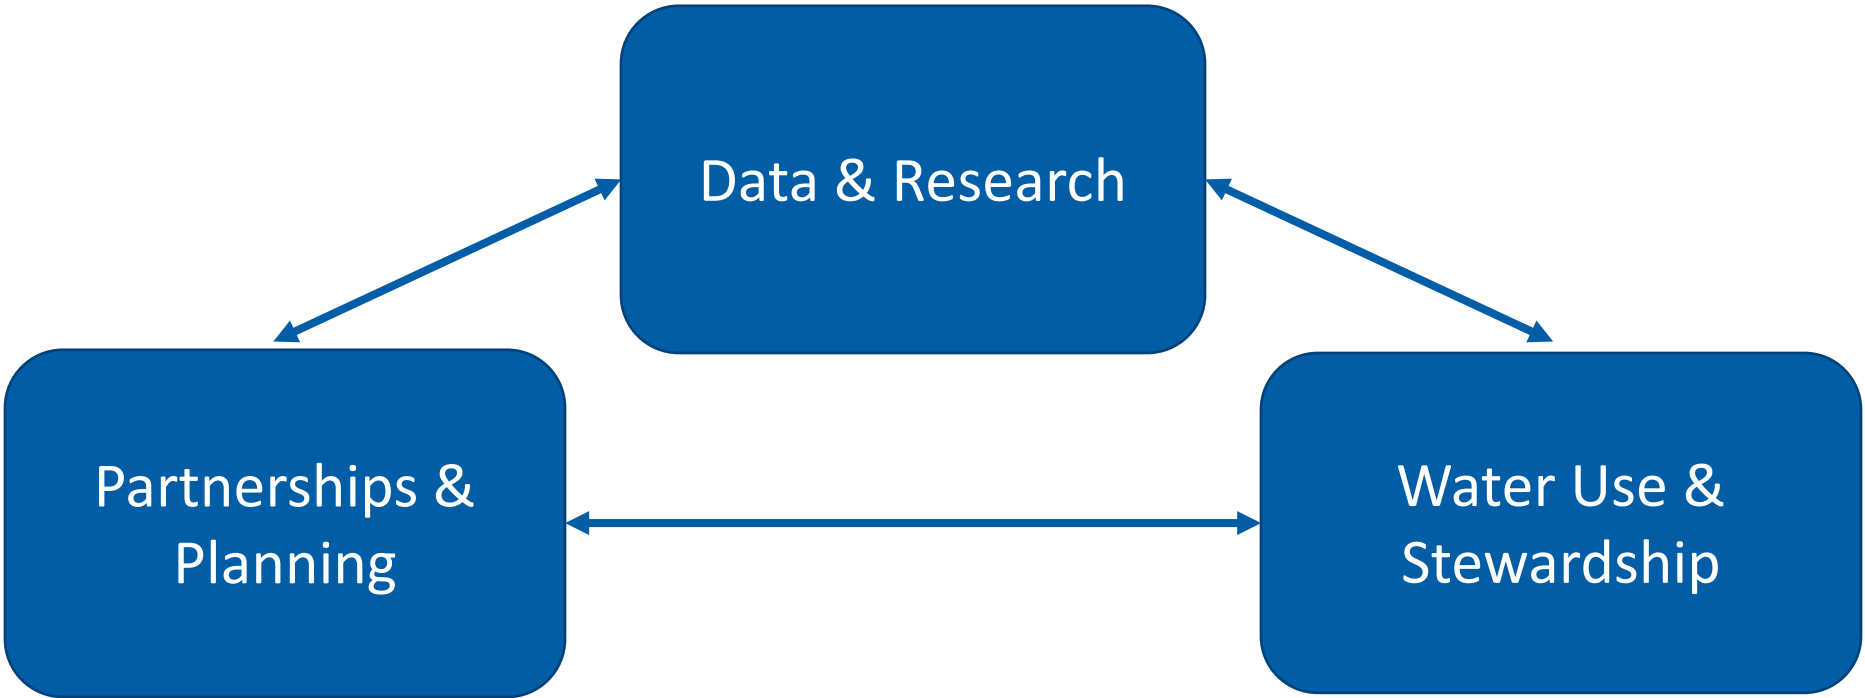 Data & Research
Partnerships &
Planning
Water Use &
Stewardship